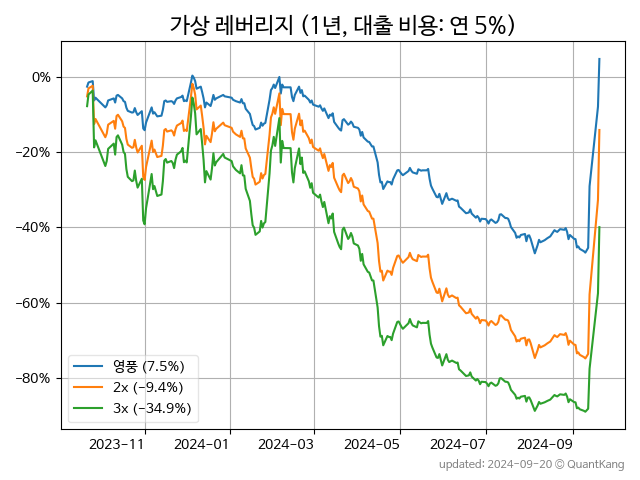 가상 레버리지 (1년, 대출 비용: 연 5%)
0%
−20%
−40%
−60%
−80%
영풍 (7.5%)
2x (−9.4%)
3x (−34.9%)
2023-11 2024-01 2024-03 2024-05 2024-07 2024-09
updated: 2024-09-20 © QuantKang